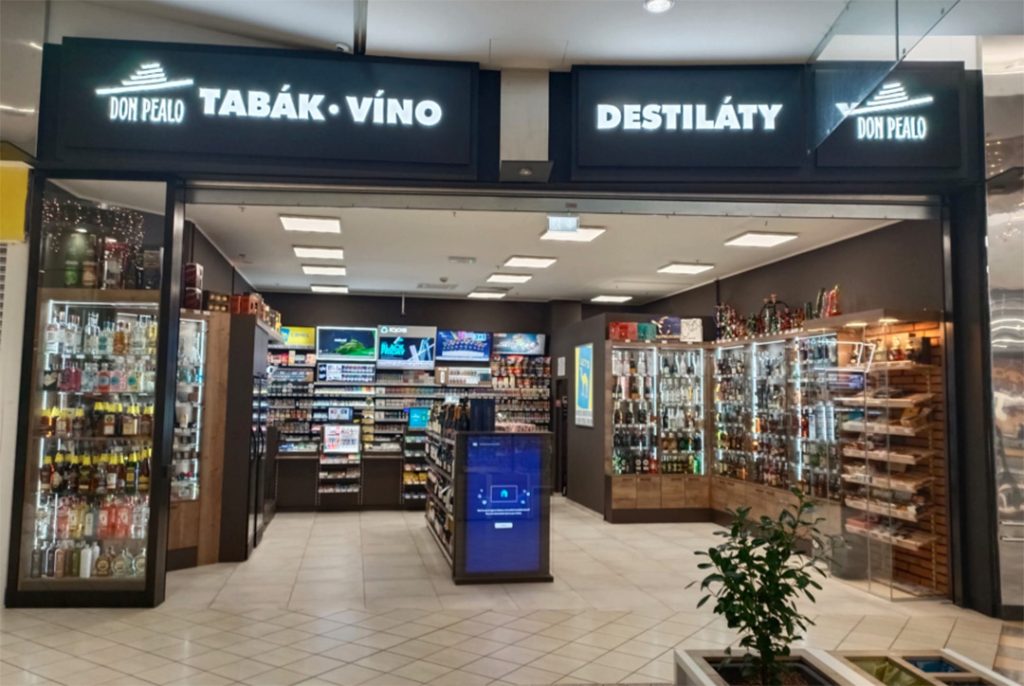 DON PEALO
TABÁK · VÍNO
DESTILÁTY
DON PEALO